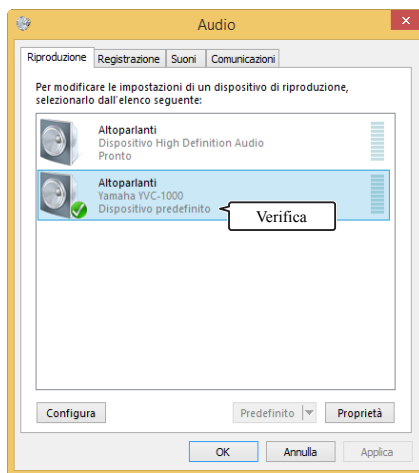 Audio
Riproduzione Registrazione Suoni Comunicazioni
Per modificare le impostazioni di un dispositivo di riproduzione,
selezionarlo dall'elenco seguente:
Altoparlanti
Dispositivo High Definition Audio
Pronto
Altoparlanti
Yamaha YVC-1000
Dispositivo predefinito
Verifica
Configura Predefinito Proprietà
OK Annulla Applica